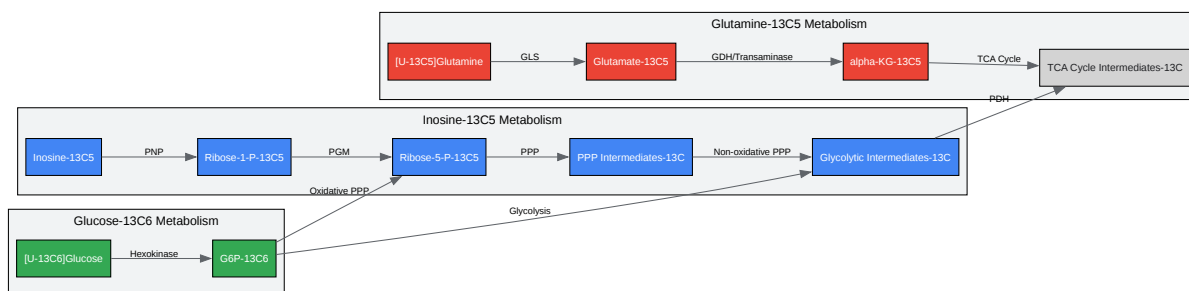 Glutamine-13C5 Metabolism
[U-13C5]Glutamine
GLS
Glutamate-13C5
GDH/Transaminase
alpha-KG-13C5
TCA Cycle
TCA Cycle Intermediates-13C
PDH
Inosine-13C5 Metabolism
Inosine-13C5
PNP
Ribose-1-P-13C5
PGM
Ribose-5-P-13C5
PPP
PPP Intermediates-13C
Non-oxidative PPP
Glycolytic Intermediates-13C
Oxidative PPP
Glycolysis
Glucose-13C6 Metabolism
[U-13C6]Glucose
Hexokinase
G6P-13C6